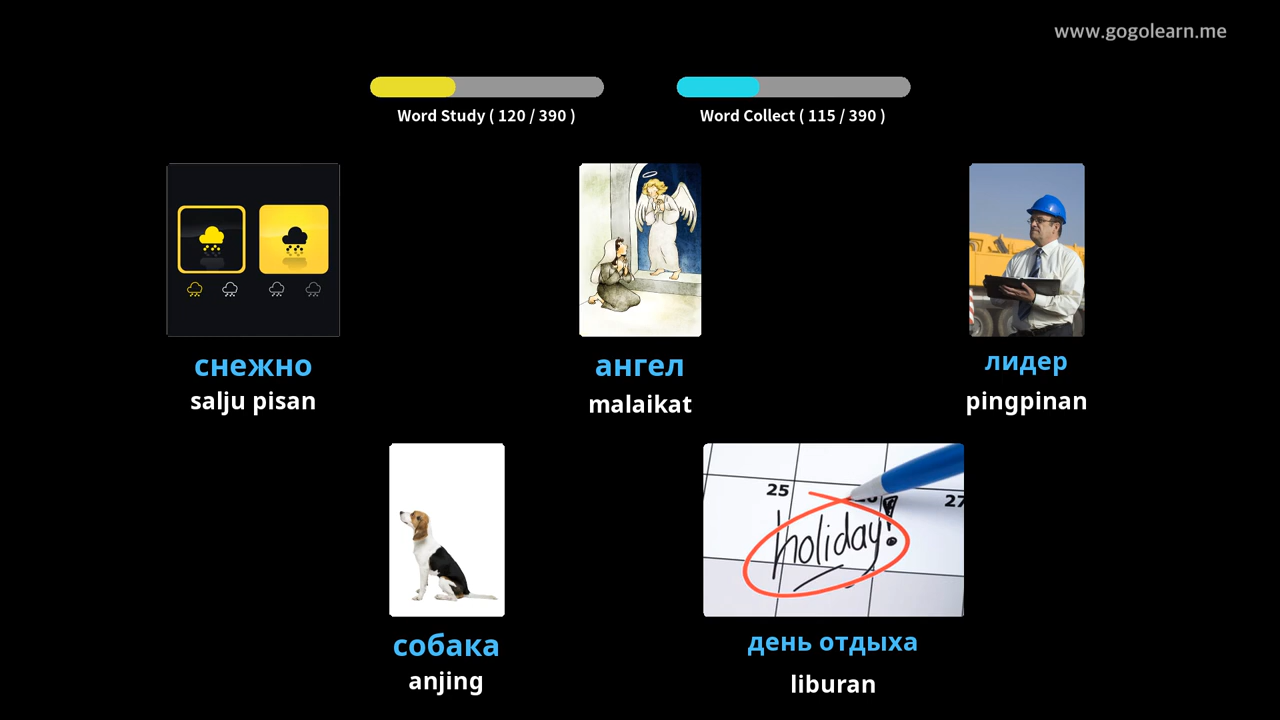 www.gogolearn.me
Word Study ( 120 / 390 )
Word Collect ( 115 / 390 )
снежно
salju pisan
ангел
malaikat
лидер
pingpinan
25
27
holiday!
собака
anjing
день отдыха
liburan